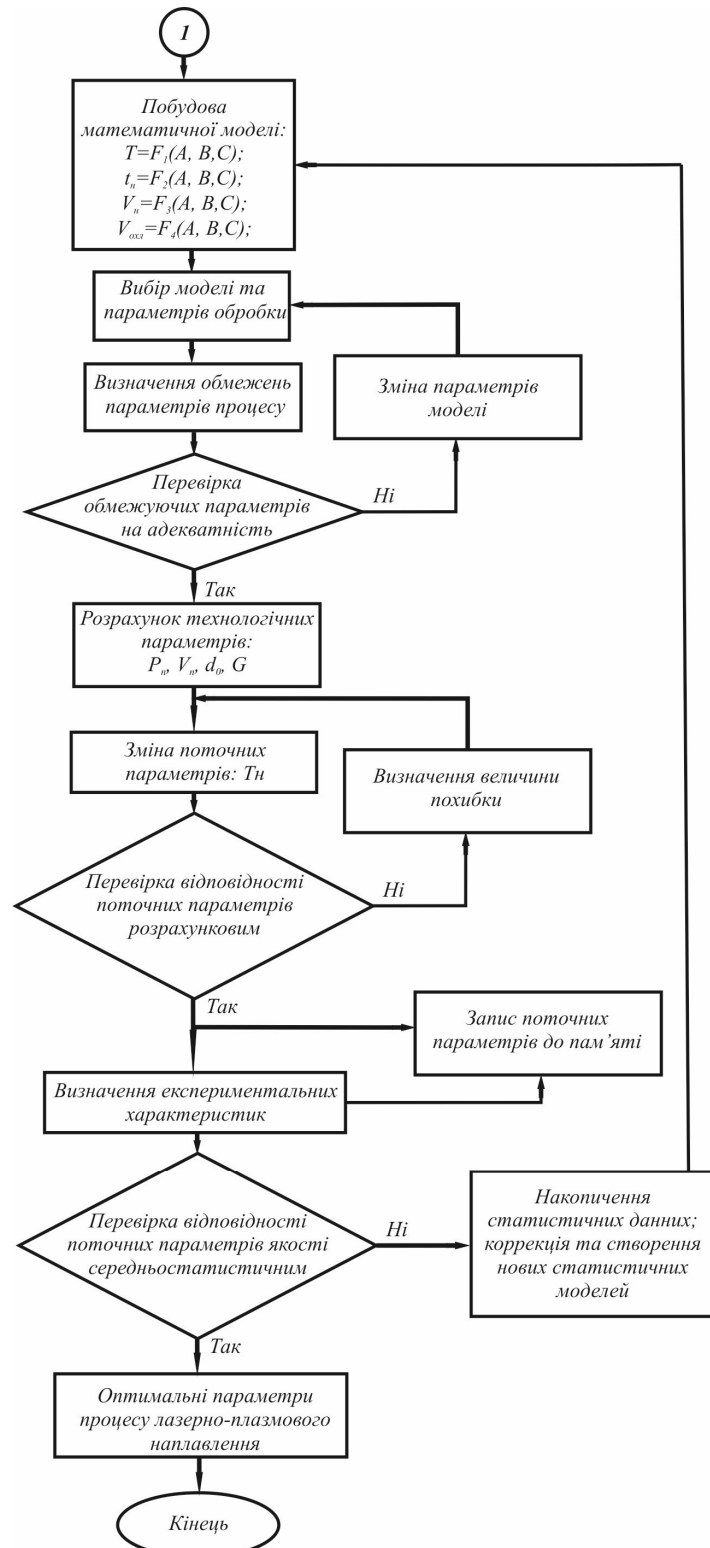 1
Побудова
математичної моделі:
T=F₁(A, B,C);
tₙ=F₂(A, B,C);
Vₙ=F₃(A, B,C);
Vохл=F₄(A, B,C);
Вибір моделі та
параметрів обробки
Визначення обмежень
параметрів процесу
Зміна параметрів
моделі
Перевірка
обмежуючих параметрів
на адекватність
Ні
Так
Розрахунок технологічних
параметрів:
Pₙ, Vₙ, d₀, G
Зміна поточних
параметрів: Тн
Визначення величини
похибки
Перевірка відповідності
поточних параметрів
розрахунковим
Ні
Так
Запис поточних
параметрів до пам’яті
Визначення експериментальних
характеристик
Перевірка відповідності
поточних параметрів якості
середньостатистичним
Ні
Накопичення
статистичних данних;
коррекція та створення
нових статистичних
моделей
Так
Оптимальні параметри
процесу лазерно-плазмового
наплавлення
Кінець